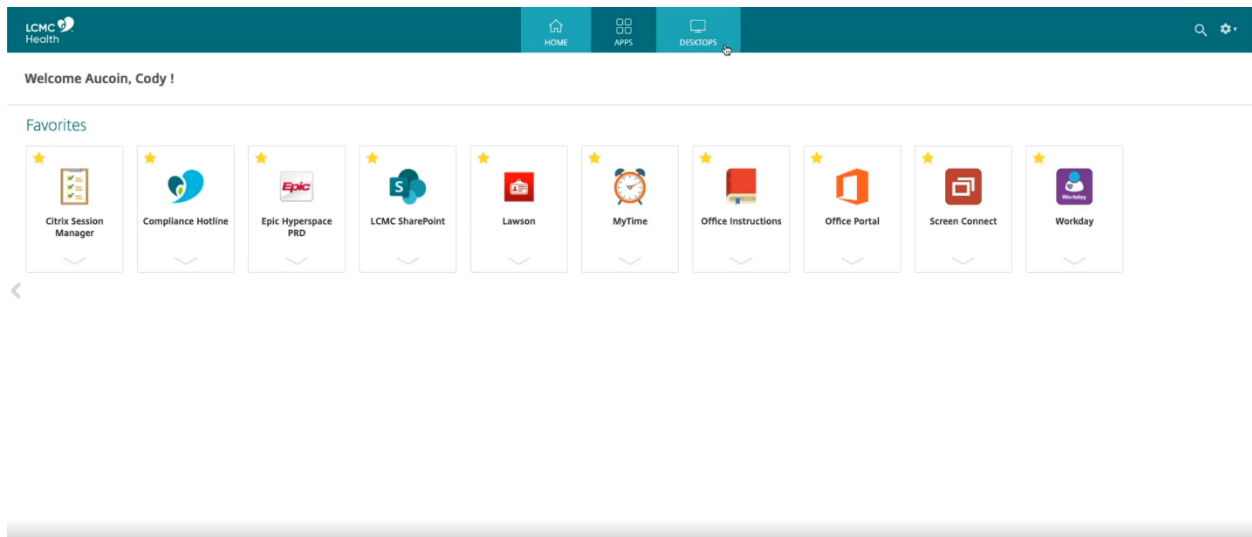 LCMC
Health
HOME
APPS
DESKTOPS
Welcome Aucoin, Cody !
Favorites
Citrix Session
Manager
Compliance Hotline
Epic
Epic Hyperspace
PRD
S
LCMC SharePoint
Lawson
MyTime
Office Instructions
Office Portal
Screen Connect
Workday
Workday